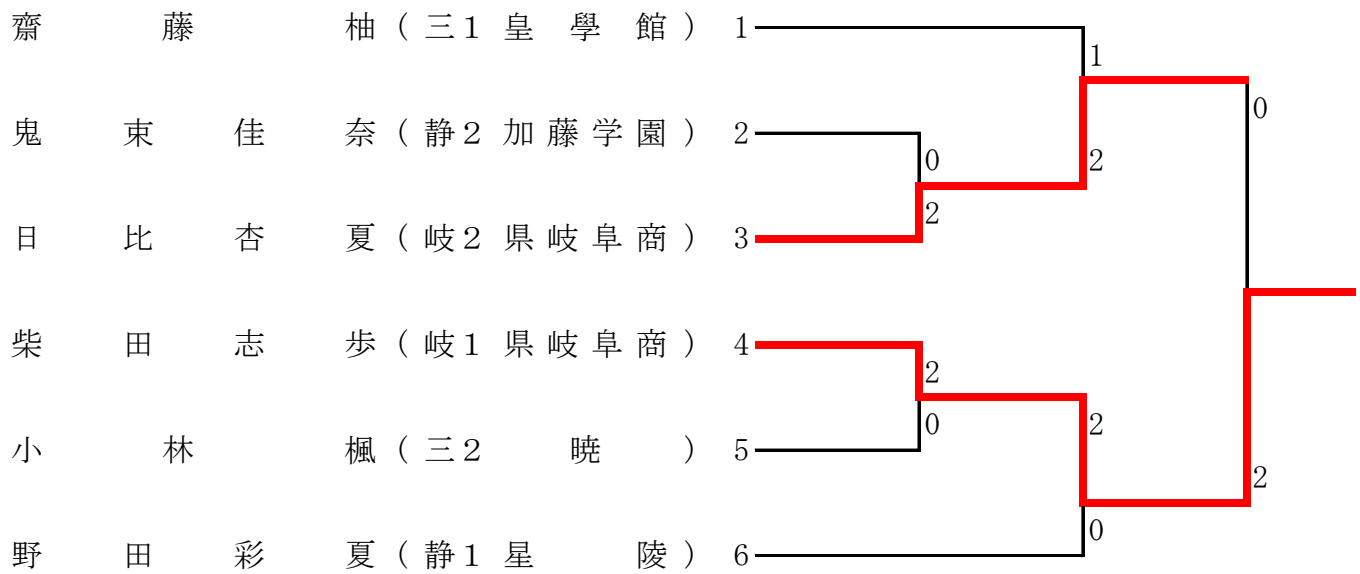 齋藤柚(三1皇學館) 1
1
0
鬼束佳奈(静2加藤学園) 2
0
2
2
日比杏夏(岐2県岐阜商) 3
柴田志歩(岐1県岐阜商) 4
2
0
2
小林楓(三2暁) 5
2
0
野田彩夏(静1星陵) 6